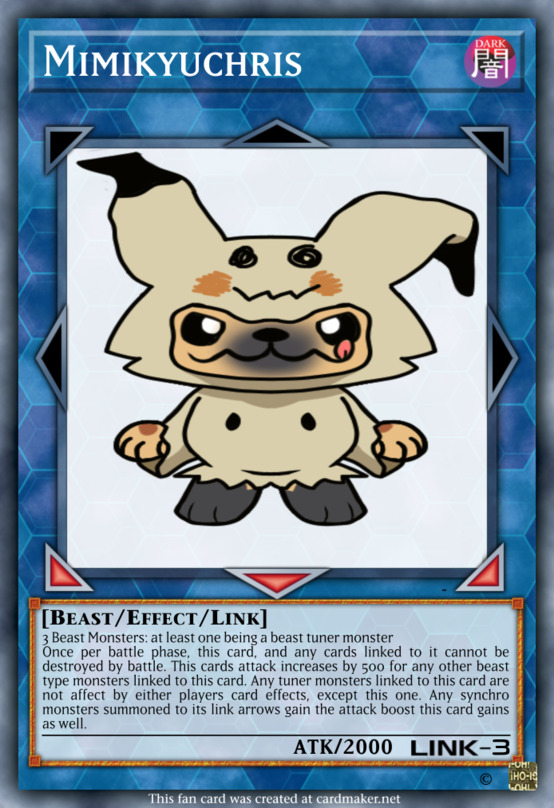 Mimikyuchris
DARK
闇
[Beast/Effect/Link]
3 Beast Monsters: at least one being a beast tuner monster
Once per battle phase, this card, and any cards linked to it cannot be
destroyed by battle. This cards attack increases by 500 for any other beast
type monsters linked to this card. Any tuner monsters linked to this card are
not affect by either players card effects, except this one. Any synchro
monsters summoned to its link arrows gain the attack boost this card gains
as well.
ATK/2000 LINK-3
©
This fan card was created at cardmaker.net